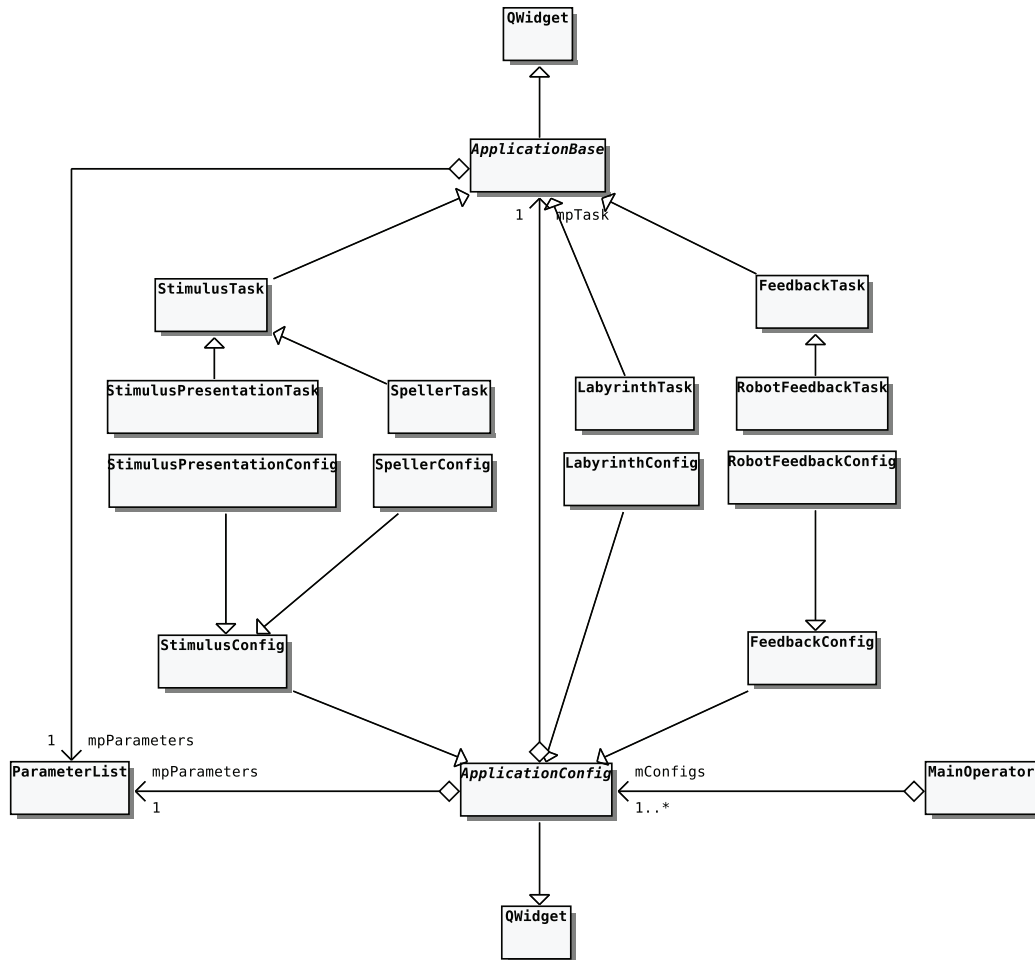 QWidget
ApplicationBase
1 mpTask
StimulusTask
FeedbackTask
StimulusPresentationTask
SpellerTask
LabyrinthTask
RobotFeedbackTask
StimulusPresentationConfig
SpellerConfig
LabyrinthConfig
RobotFeedbackConfig
StimulusConfig
FeedbackConfig
1 mpParameters
ParameterList
mpParameters
1
ApplicationConfig
mConfigs
1..*
MainOperator
QWidget